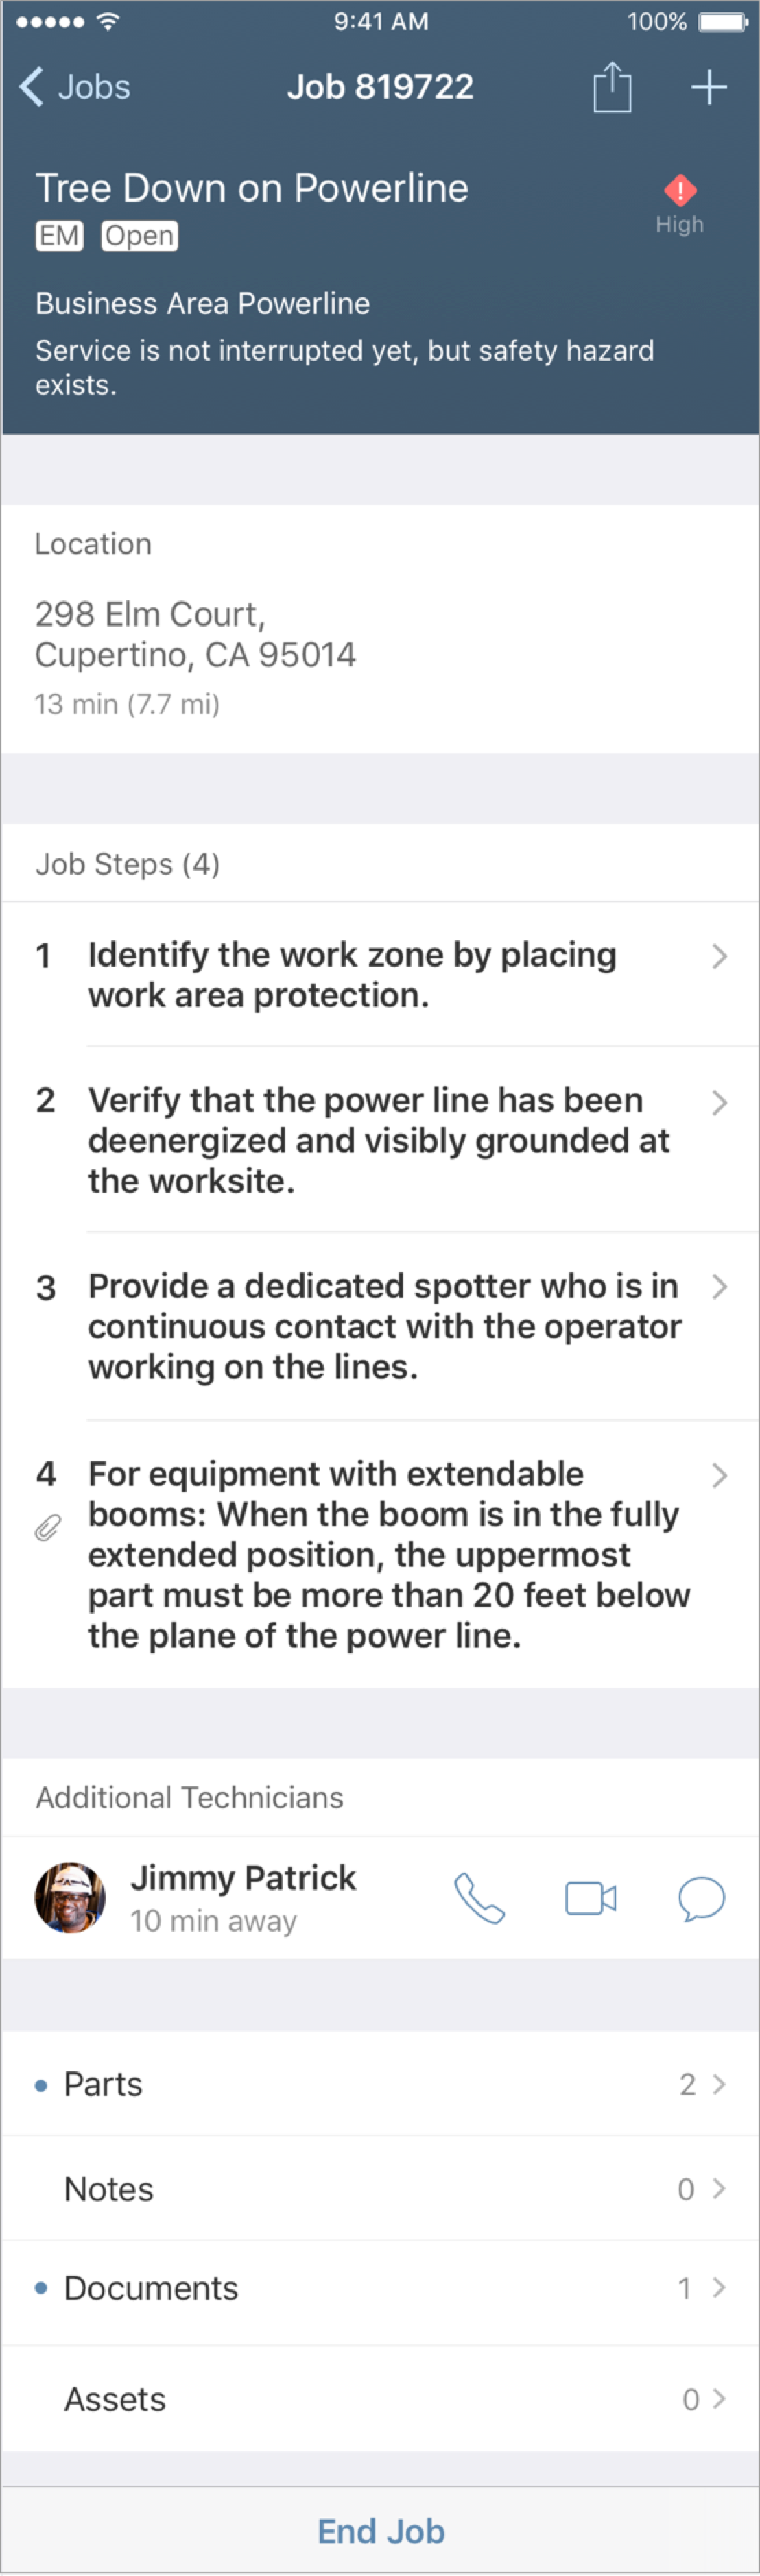 9:41 AM
100%
Jobs
Job 819722
Tree Down on Powerline
High
EM Open
Business Area Powerline
Service is not interrupted yet, but safety hazard
exists.
Location
298 Elm Court,
Cupertino, CA 95014
13 min (7.7 mi)
Job Steps (4)
1 Identify the work zone by placing
work area protection.
2 Verify that the power line has been
deenergized and visibly grounded at
the worksite.
3 Provide a dedicated spotter who is in
continuous contact with the operator
working on the lines.
4 For equipment with extendable
booms: When the boom is in the fully
extended position, the uppermost
part must be more than 20 feet below
the plane of the power line.
Additional Technicians
Jimmy Patrick
10 min away
Parts 2
Notes 0
Documents 1
Assets 0
End Job